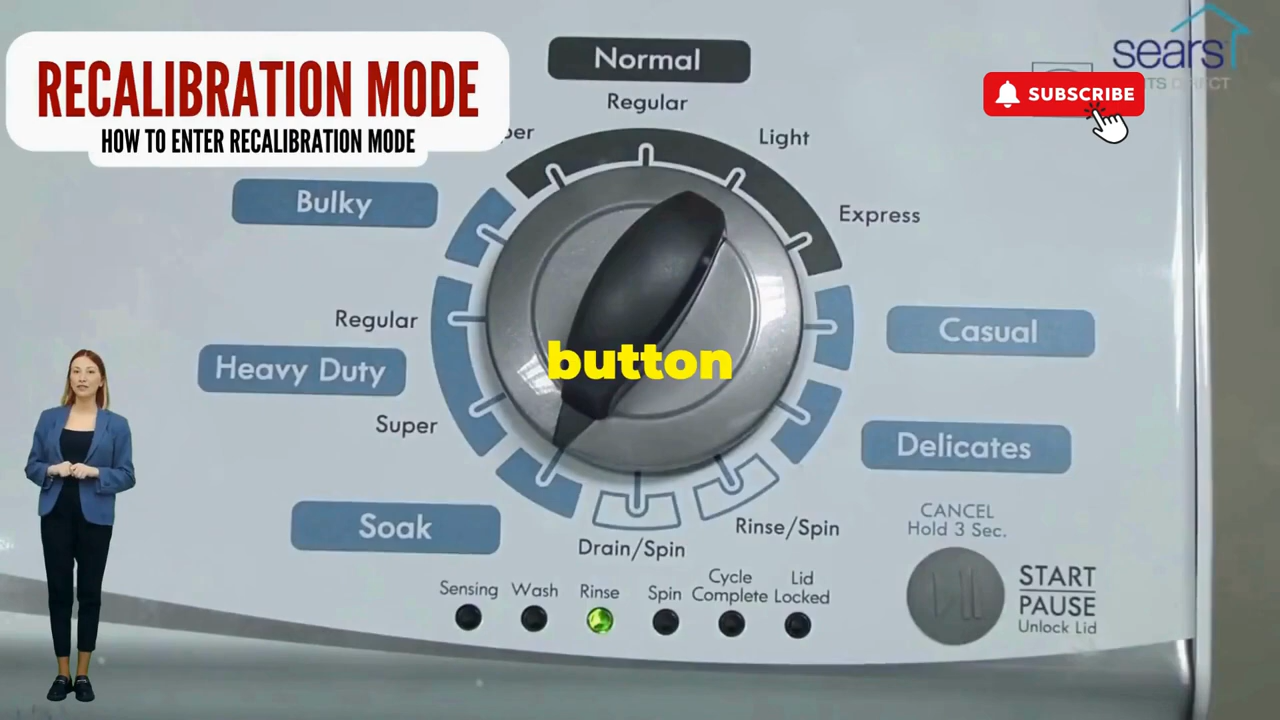 RECALIBRATION MODE
HOW TO ENTER RECALIBRATION MODE
sears
DIRECT
SUBSCRIBE
Normal
Regular
Light
Express
Bulky
Regular
Heavy Duty
Super
Casual
Delicates
button
Soak
Rinse/Spin
Drain/Spin
CANCEL
Hold 3 Sec.
START
PAUSE
Unlock Lid
Sensing
Wash
Rinse
Spin
Cycle
Complete
Lid
Locked